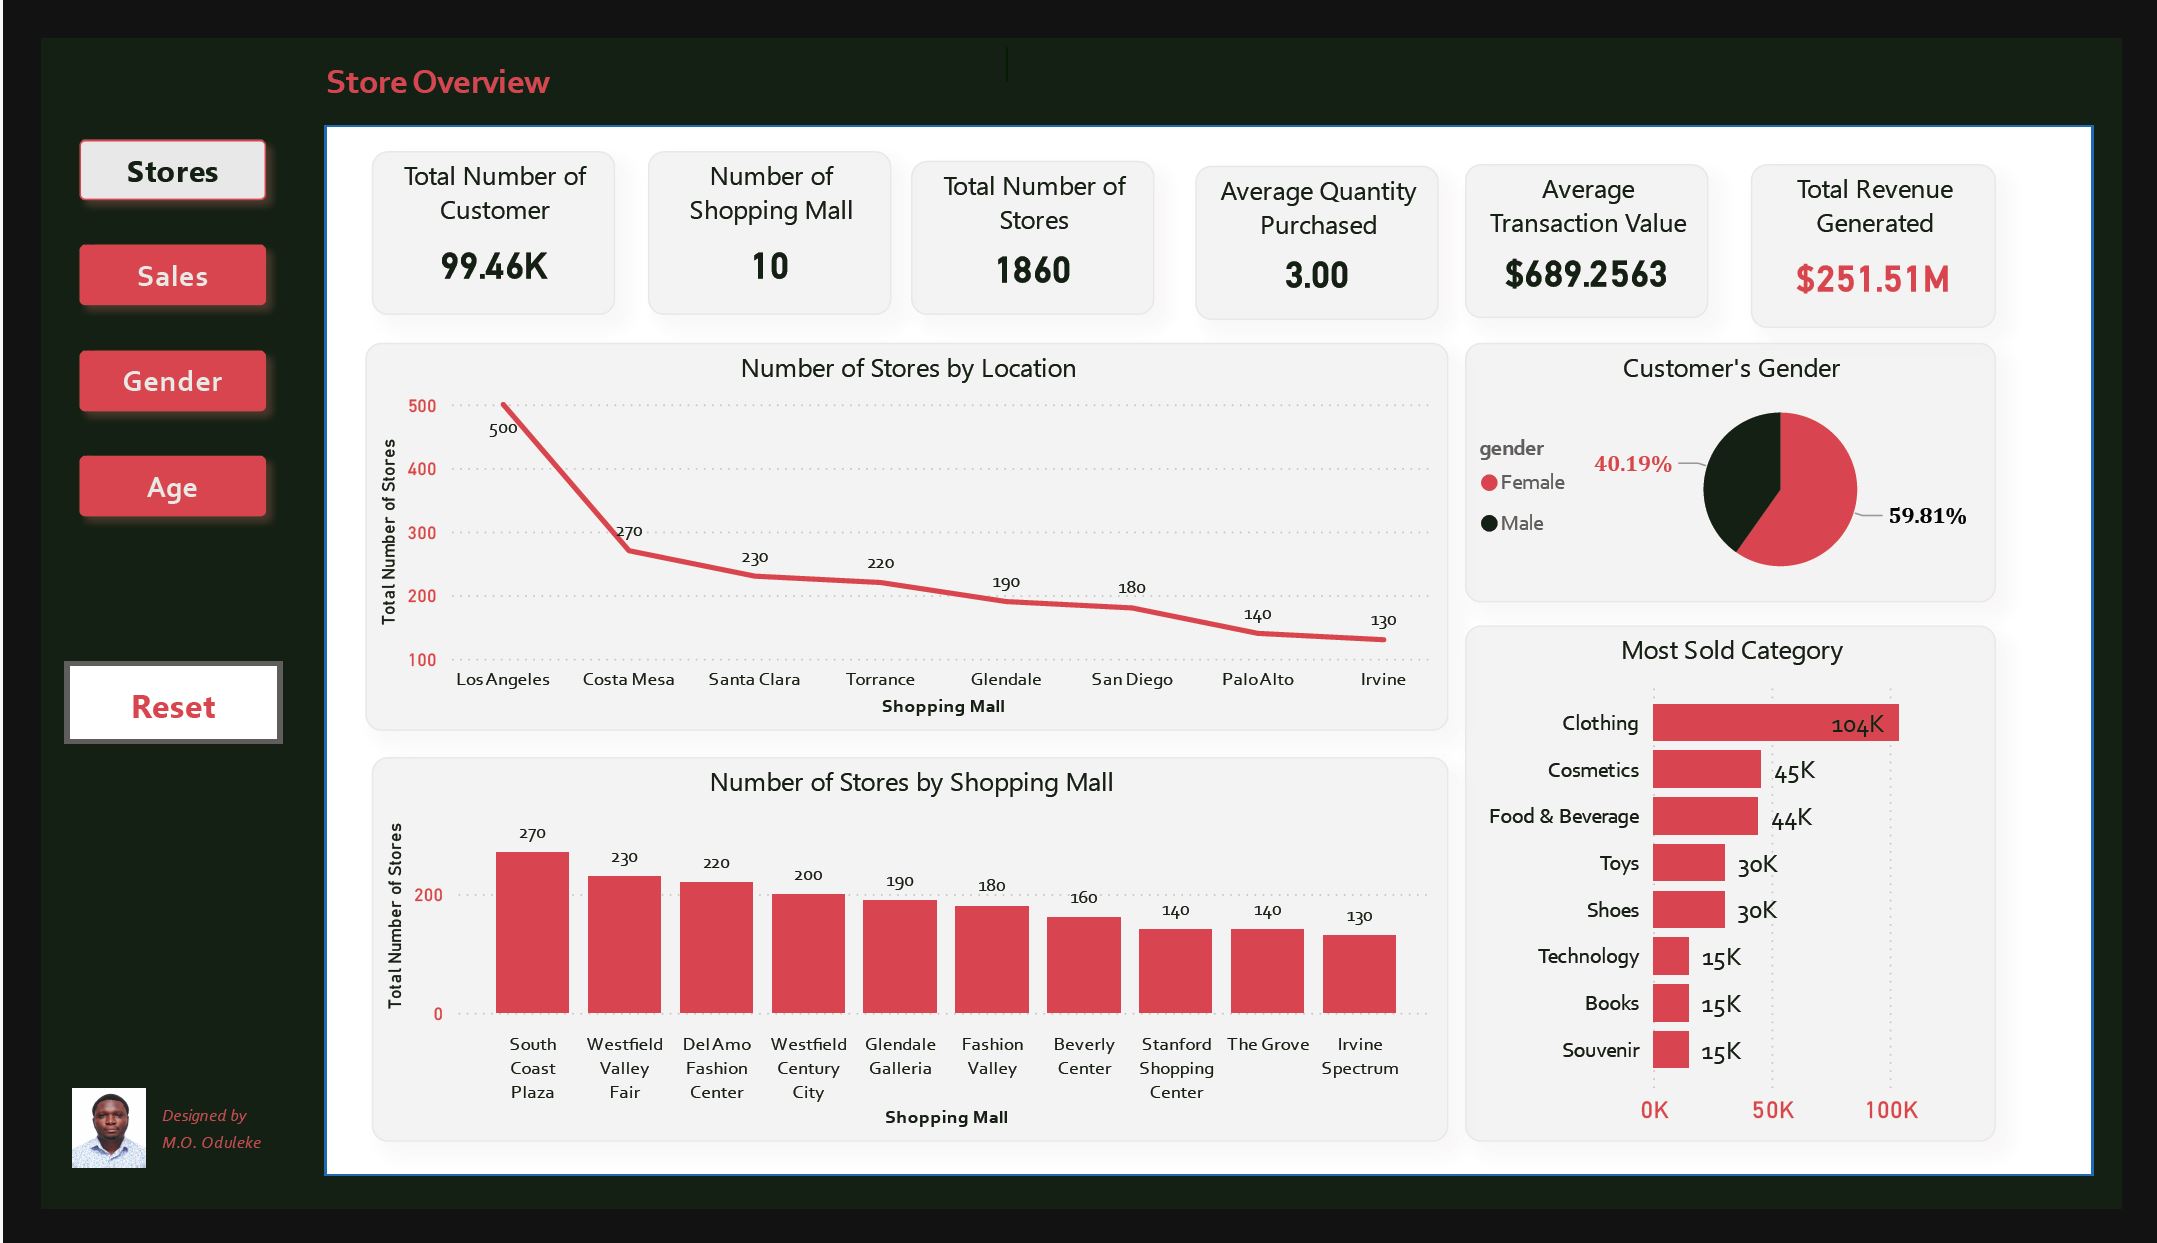 Store Overview
Stores
Sales
Gender
Age
Reset
Designed by
M.O. Oduleke
Total Number of
Customer
99.46K
Number of
Shopping Mall
10
Total Number of
Stores
1860
Average Quantity
Purchased
3.00
Average
Transaction Value
$689.2563
Total Revenue
Generated
$251.51M
Number of Stores by Location
Total Number of Stores
500
400
300
200
100
500
270
230
220
190
180
140
130
Los Angeles
Costa Mesa
Santa Clara
Torrance
Glendale
San Diego
Palo Alto
Irvine
Shopping Mall
Customer's Gender
gender
Female
Male
40.19%
59.81%
Number of Stores by Shopping Mall
Total Number of Stores
200
0
270
230
220
200
190
180
160
140
140
130
South
Coast
Plaza
Westfield
Valley
Fair
Del Amo
Fashion
Center
Westfield
Century
City
Glendale
Galleria
Fashion
Valley
Beverly
Center
Stanford
Shopping
Center
The Grove
Irvine
Spectrum
Shopping Mall
Most Sold Category
Clothing 104K
Cosmetics 45K
Food & Beverage 44K
Toys 30K
Shoes 30K
Technology 15K
Books 15K
Souvenir 15K
0K 50K 100K